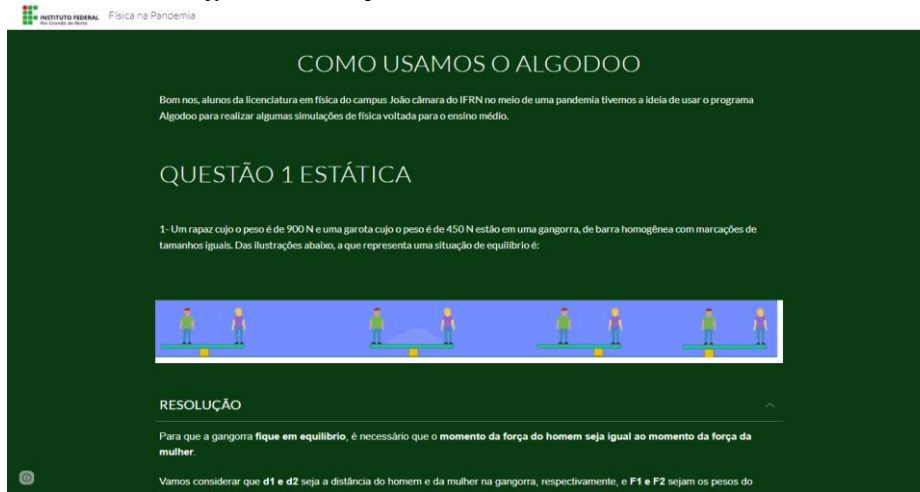 INSTITUTO FEDERAL
Rio Grande do Norte
Física na Pandemia
COMO USAMOS O ALGODOO
Bom nos, alunos da licenciatura em física do campus João câmara do IFRN no meio de uma pandemia tivemos a ideia de usar o programa
Algodoo para realizar algumas simulações de física voltada para o ensino médio.
QUESTÃO 1 ESTÁTICA
1- Um rapaz cujo o peso é de 900 N e uma garota cujo o peso é de 450 N estão em uma gangorra, de barra homogênea com marcações de
tamanhos iguais. Das ilustrações abaixo, a que representa uma situação de equilíbrio é:
RESOLUÇÃO
Para que a gangorra fique em equilíbrio, é necessário que o momento da força do homem seja igual ao momento da força da
mulher.
Vamos considerar que d1 e d2 seja a distância do homem e da mulher na gangorra, respectivamente, e F1 e F2 sejam os pesos do